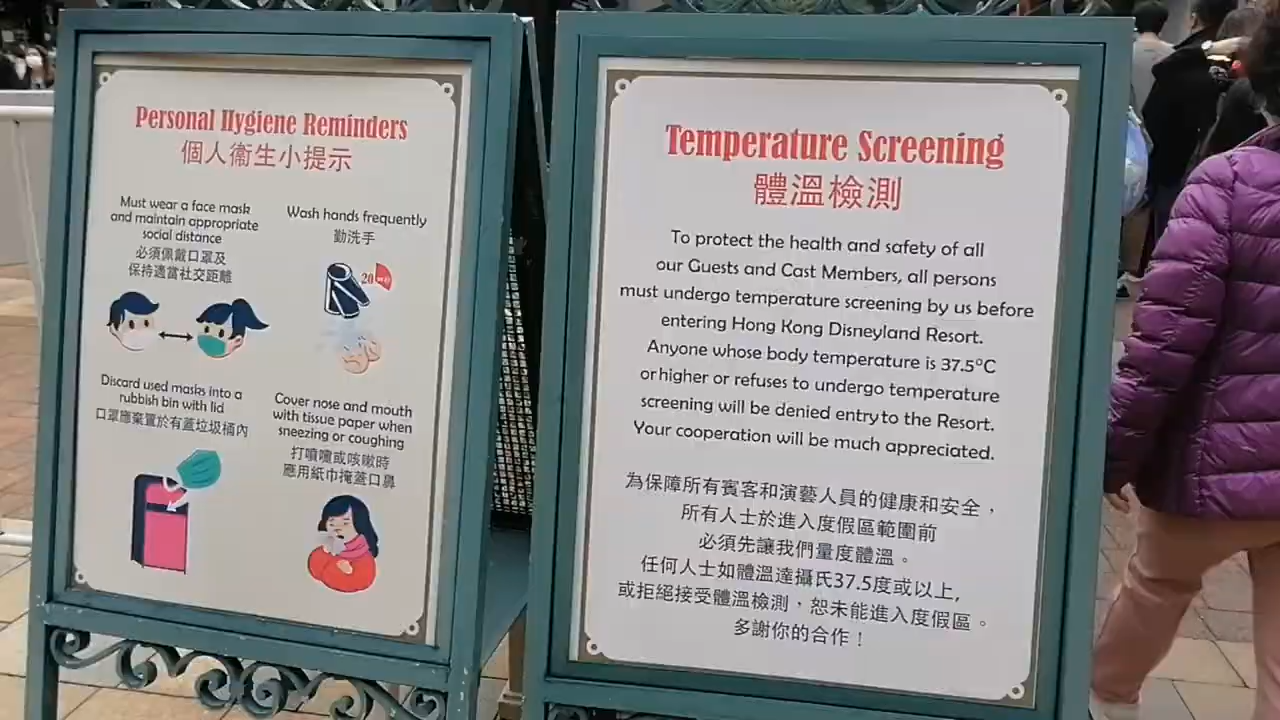 Personal Hygiene Reminders
個人衞生小提示
Must wear a face mask
and maintain appropriate
social distance
必須佩戴口罩及
保持適當社交距離
Wash hands frequently
勤洗手
Discard used masks into a
rubbish bin with lid
口罩應棄置於有蓋垃圾桶內
Cover nose and mouth
with tissue paper when
sneezing or coughing
打噴嚏或咳嗽時
應用紙巾掩蓋口鼻
Temperature Screening
體溫檢測
To protect the health and safety of all
our Guests and Cast Members, all persons
must undergo temperature screening by us before
entering Hong Kong Disneyland Resort.
Anyone whose body temperature is 37.5°C
or higher or refuses to undergo temperature
screening will be denied entry to the Resort.
Your cooperation will be much appreciated.
為保障所有賓客和演藝人員的健康和安全，
所有人士於進入度假區範圍前
必須先讓我們量度體溫。
任何人士如體溫達攝氏37.5度或以上,
或拒絕接受體溫檢測，恕未能進入度假區。
多謝你的合作！